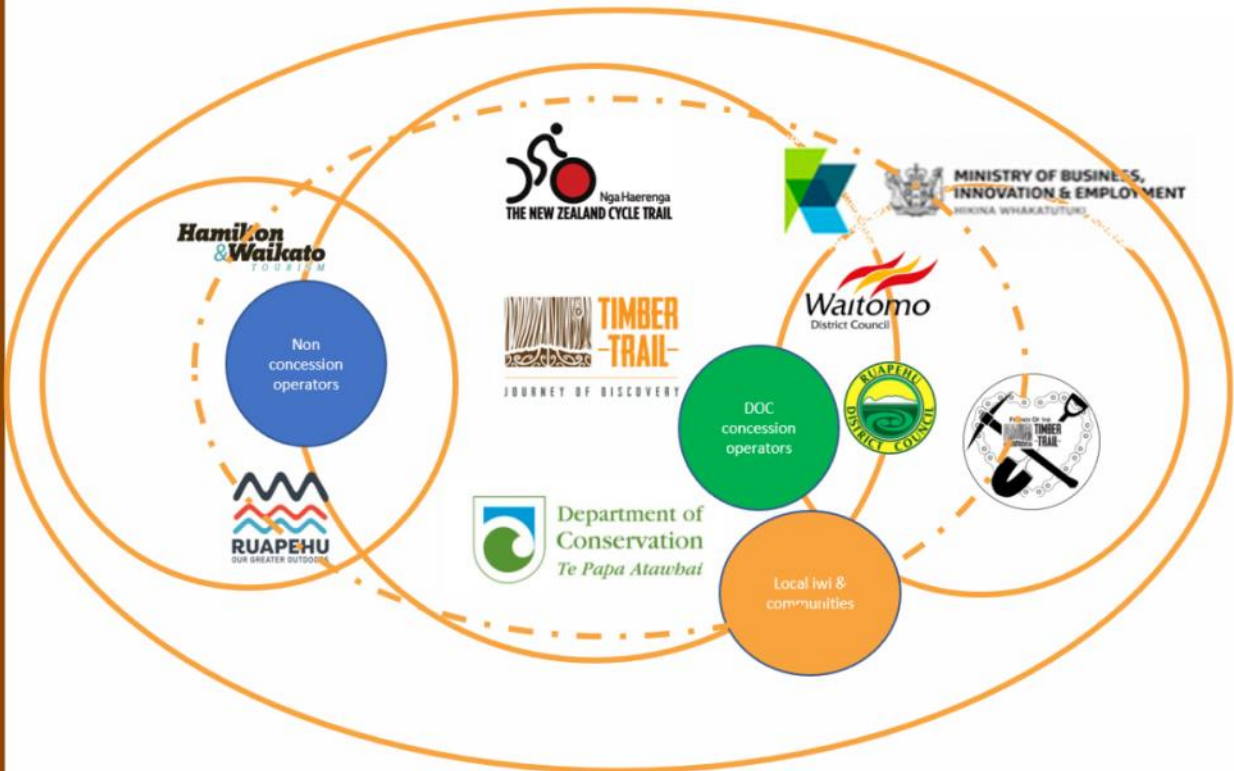 Nga Haerenga
THE NEW ZEALAND CYCLE TRAIL
MINISTRY OF BUSINESS,
INNOVATION & EMPLOYMENT
HIKINA WHAKATUTUKI
Hamilton
&Waikato
TOURISM
Waitomo
District Council
Non
concession
operators
TIMBER
-TRAIL-
JOURNEY OF DISCOVERY
DOC
concession
operators
RUAPEHU
DISTRICT COUNCIL
TIMBER
-TRAIL-
RUAPEHU
OUR GREATER OUTDOORS
Department of
Conservation
Te Papa Atawhai
Local iwi &
communities